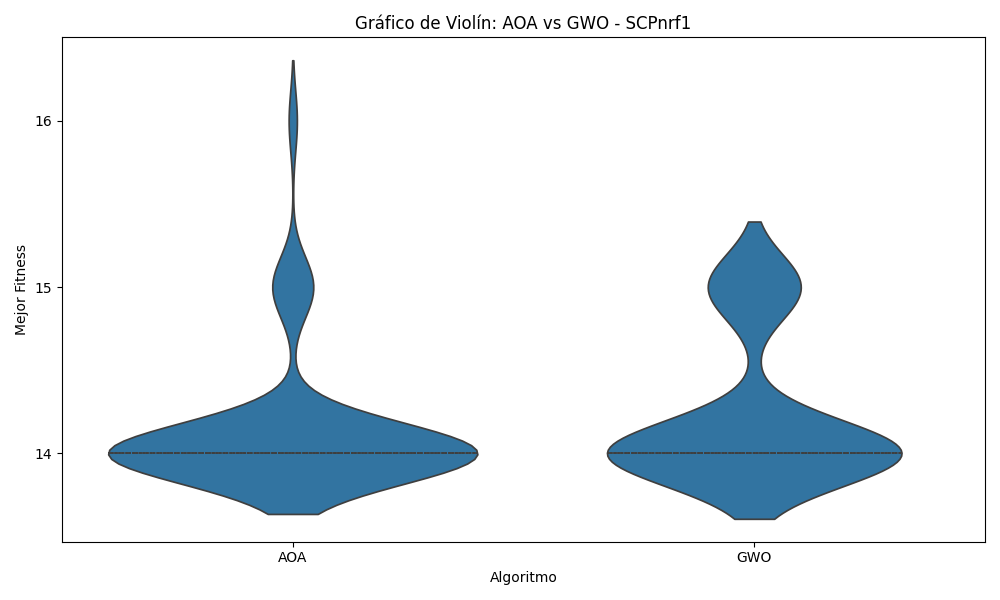 Gráfico de Violín: AOA vs GWO - SCPnrf1
Mejor Fitness
16
15
14
AOA
GWO
Algoritmo